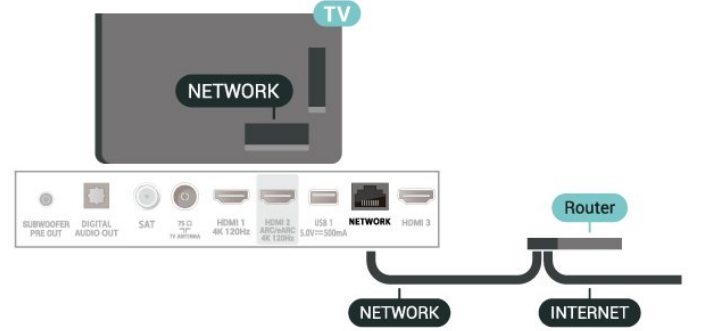 TV
NETWORK
SUBWOOFER
PRE OUT
DIGITAL
AUDIO OUT
SAT
75 Ω
TV ANTENNA
HDMI 1
4K 120Hz
HDMI 2
ARC/eARC
4K 120Hz
USB 1
5.0V⎓500mA
NETWORK
HDMI 3
Router
NETWORK
INTERNET